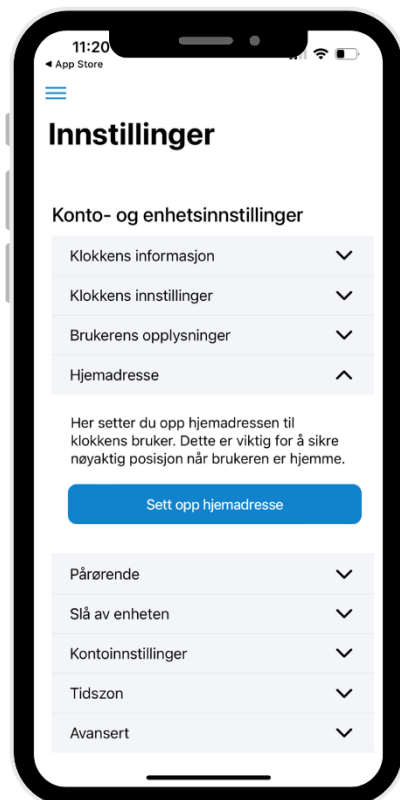 11:20
◀ App Store
Innstillinger
Konto- og enhetsinnstillinger
Klokkens informasjon
Klokkens innstillinger
Brukerens opplysninger
Hjemadresse
Her setter du opp hjemadressen til
klokkens bruker. Dette er viktig for å sikre
nøyaktig posisjon når brukeren er hjemme.
Sett opp hjemadresse
Pårørende
Slå av enheten
Kontoinnstillinger
Tidszon
Avansert